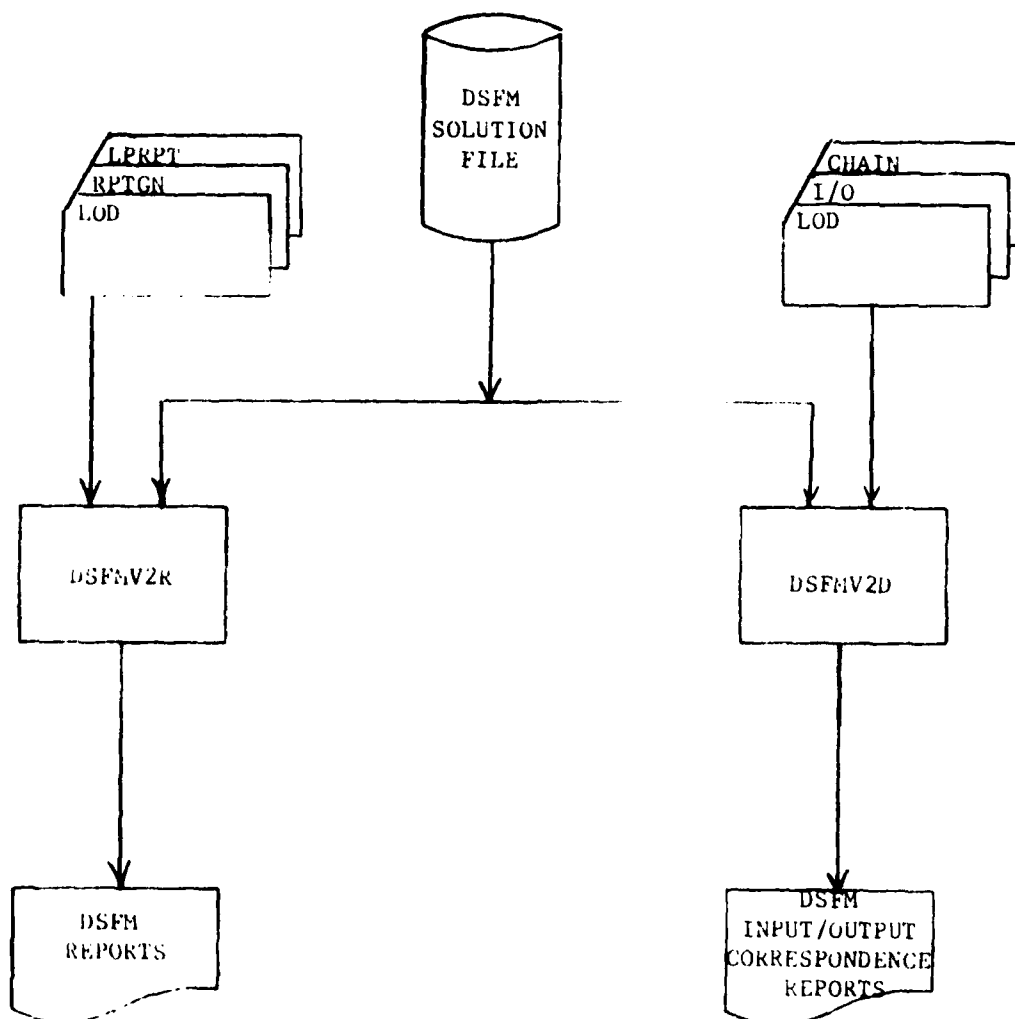 DSFM
SOLUTION
FILE
LPRPT
RPTGN
LOD
CHAIN
I/O
LOD
DSFMV2R
DSFMV2D
DSFM
REPORTS
DSFM
INPUT/OUTPUT
CORRESPONDENCE
REPORTS